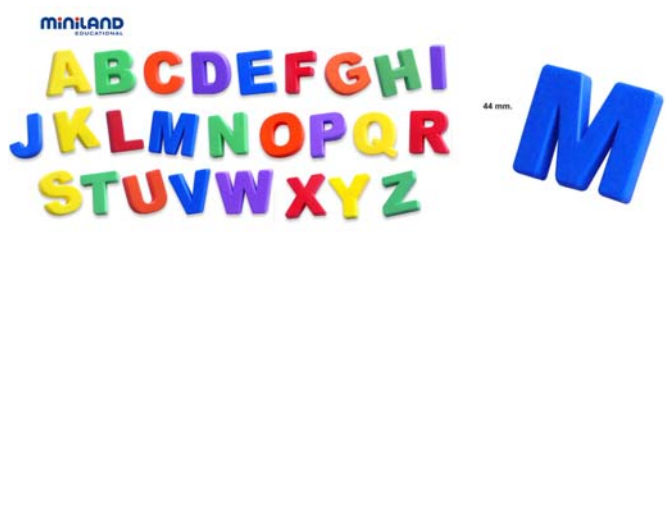 miniLAND
EDUCATIONAL
ABCDEFGHI
JKLMNOPQR
STUVWXYZ
44 mm.
M